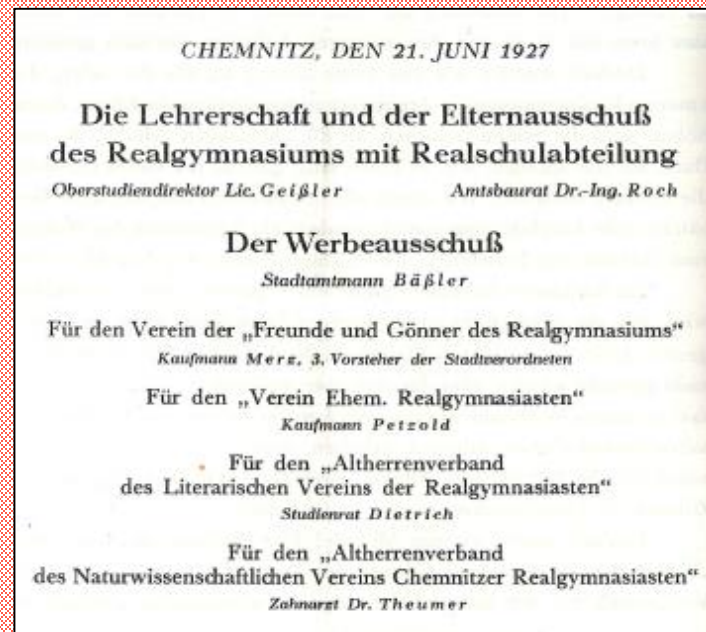 CHEMNITZ, DEN 21. JUNI 1927
Die Lehrerschaft und der Elternausschuß
des Realgymnasiums mit Realschulabteilung
Oberstudiendirektor Lic. Geißler Amtsbaurat Dr.-Ing. Roch
Der Werbeausschuß
Stadtamtmann Bäßler
Für den Verein der „Freunde und Gönner des Realgymnasiums“
Kaufmann Merz, 3. Vorsteher der Stadtverordneten
Für den „Verein Ehem. Realgymnasiasten“
Kaufmann Petzold
Für den „Altherrenverband
des Literarischen Vereins der Realgymnasiasten“
Studienrat Dietrich
Für den „Altherrenverband
des Naturwissenschaftlichen Vereins Chemnitzer Realgymnasiasten“
Zahnarzt Dr. Theumer